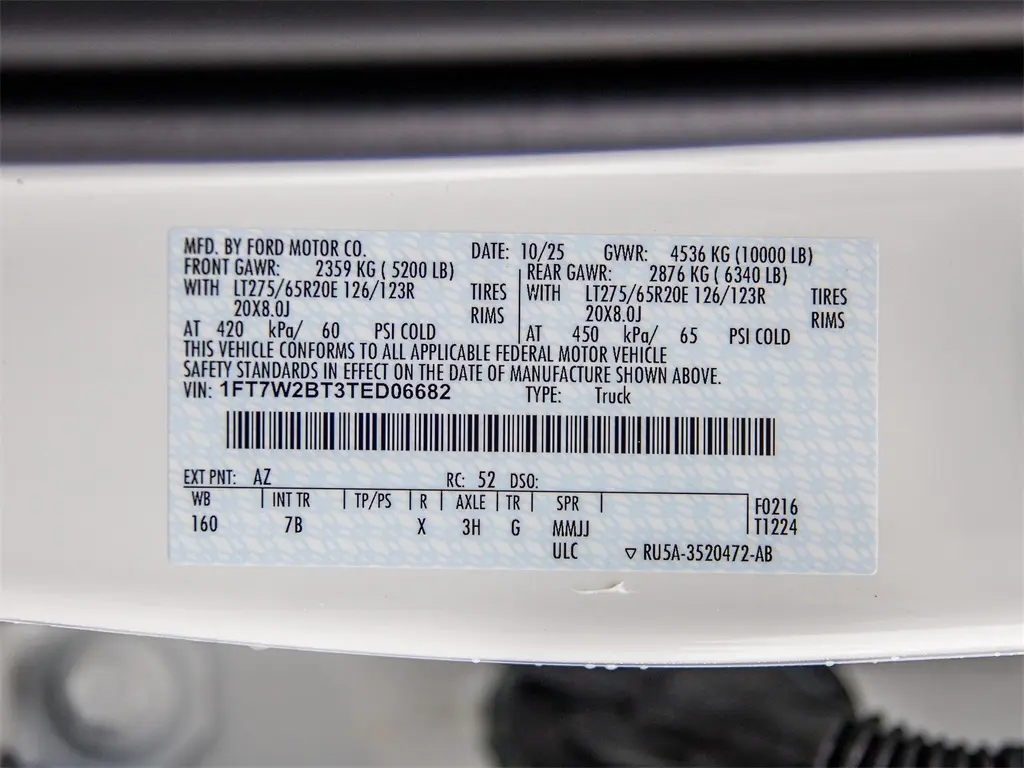 MFD. BY FORD MOTOR CO. DATE: 10/25 GVWR: 4536 KG (10000 LB)
FRONT GAWR: 2359 KG ( 5200 LB) REAR GAWR: 2876 KG ( 6340 LB)
WITH LT275/65R20E 126/123R TIRES WITH LT275/65R20E 126/123R TIRES
20X8.0J RIMS 20X8.0J RIMS
AT 420 kPa/ 60 PSI COLD AT 450 kPa/ 65 PSI COLD
THIS VEHICLE CONFORMS TO ALL APPLICABLE FEDERAL MOTOR VEHICLE
SAFETY STANDARDS IN EFFECT ON THE DATE OF MANUFACTURE SHOWN ABOVE.
VIN: 1FT7W2BT3TED06682 TYPE: Truck
EXT PNT: AZ RC: 52 DSO:
WB INT TR TP/PS R AXLE TR SPR F0216
160 7B X 3H G MMJJ T1224
ULC ▽ RU5A-3520472-AB